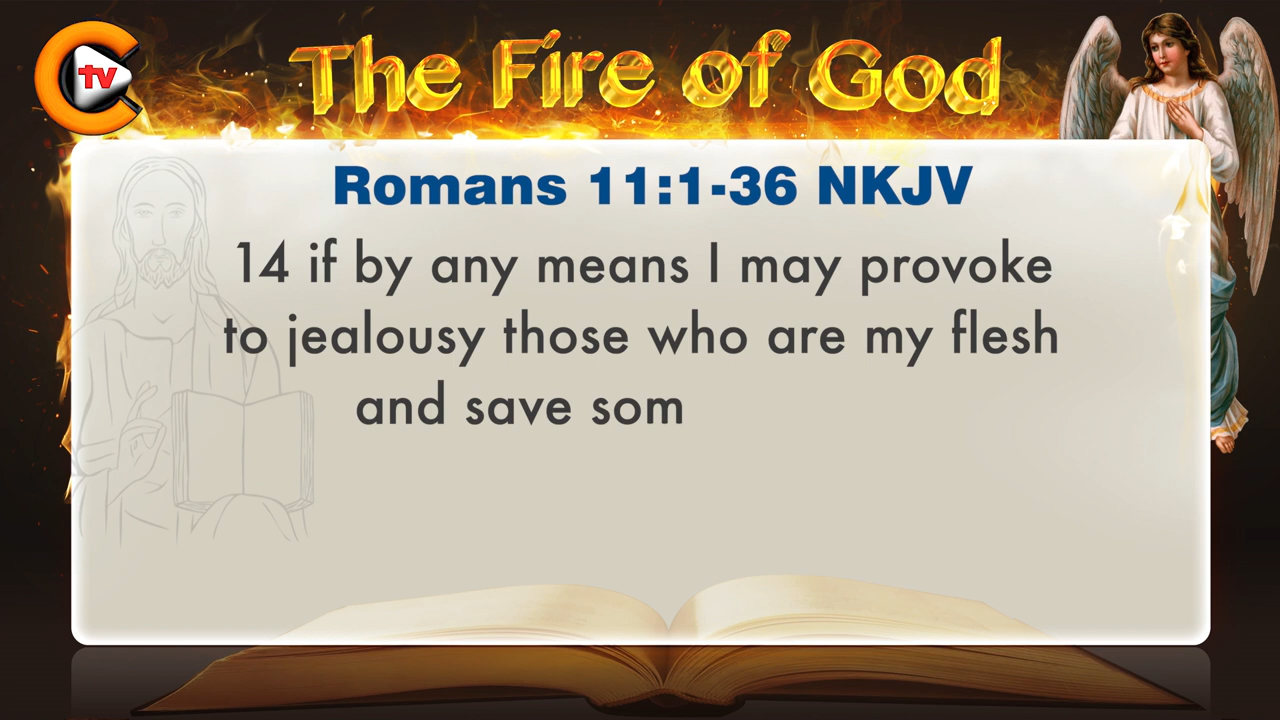 tv
The Fire of God
Romans 11:1-36 NKJV
14 if by any means I may provoke
to jealousy those who are my flesh
and save som